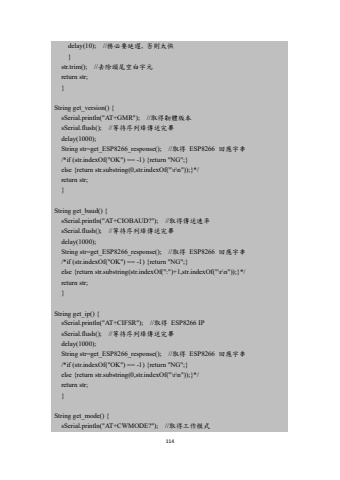 delay(10); //務必要延遲, 否則太快
}
str.trim(); //去除頭尾空白字元
return str;
}
String get_version() {
sSerial.println("AT+GMR"); //取得韌體版本
sSerial.flush(); //等待序列埠傳送完畢
delay(1000);
String str=get_ESP8266_response(); //取得 ESP8266 回應字串
/*if (str.indexOf("OK") == -1) {return "NG";}
else {return str.substring(0,str.indexOf("\r\n"));}*/
return str;
}
String get_baud() {
sSerial.println("AT+CIOBAUD?"); //取得傳送速率
sSerial.flush(); //等待序列埠傳送完畢
delay(1000);
String str=get_ESP8266_response(); //取得 ESP8266 回應字串
/*if (str.indexOf("OK") == -1) {return "NG";}
else {return str.substring(str.indexOf(":")+1,str.indexOf("\r\n"));}*/
return str;
}
String get_ip() {
sSerial.println("AT+CIFSR"); //取得 ESP8266 IP
sSerial.flush(); //等待序列埠傳送完畢
delay(1000);
String str=get_ESP8266_response(); //取得 ESP8266 回應字串
/*if (str.indexOf("OK") == -1) {return "NG";}
else {return str.substring(0,str.indexOf("\r\n"));}*/
return str;
}
String get_mode() {
sSerial.println("AT+CWMODE?"); //取得工作模式
114